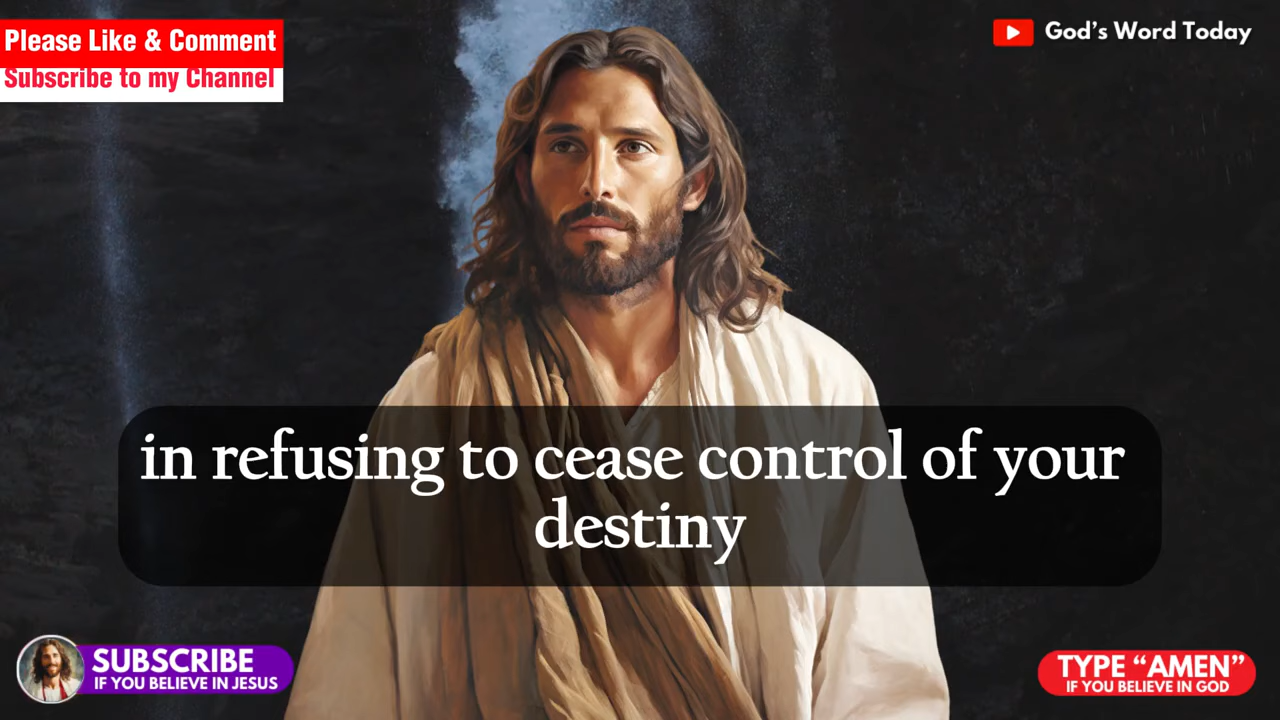 Please Like & Comment
Subscribe to my Channel
God's Word Today
in refusing to cease control of your
destiny
SUBSCRIBE
IF YOU BELIEVE IN JESUS
TYPE “AMEN”
IF YOU BELIEVE IN GOD